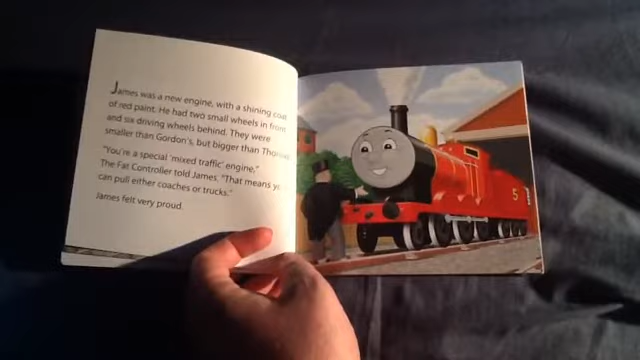 James was a new engine, with a shining coat
of red paint. He had two small wheels in front
and six driving wheels behind. They were
smaller than Gordon's, but bigger than Thomas
"You're a special 'mixed traffic' engine,"
The Fat Controller told James. "That means y
can pull either coaches or trucks."
James felt very proud.
5